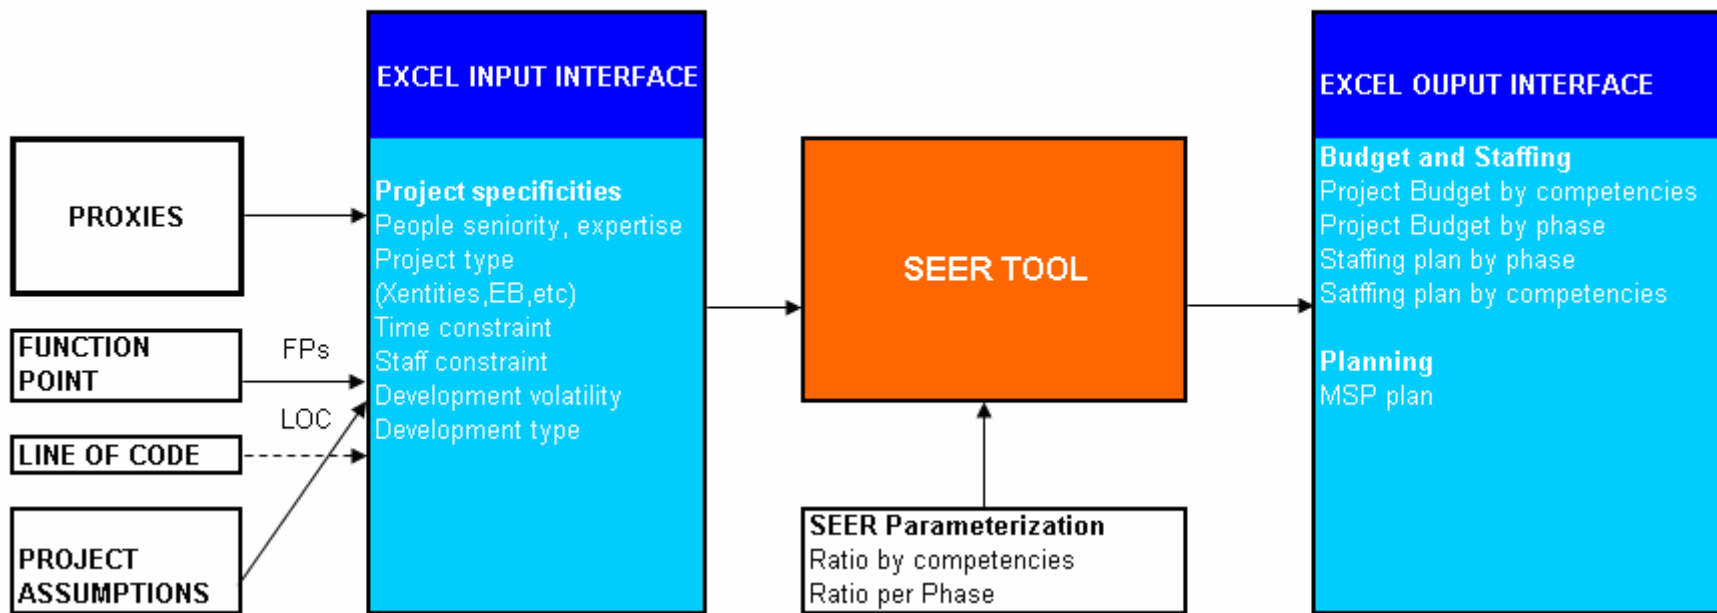 PROXIES
FUNCTION
POINT
FPs
LOC
LINE OF CODE
PROJECT
ASSUMPTIONS
EXCEL INPUT INTERFACE
Project specificities
People seniority, expertise
Project type
(Xentities,EB,etc)
Time constraint
Staff constraint
Development volatility
Development type
SEER TOOL
SEER Parameterization
Ratio by competencies
Ratio per Phase
EXCEL OUPUT INTERFACE
Budget and Staffing
Project Budget by competencies
Project Budget by phase
Staffing plan by phase
Satffing plan by competencies
Planning
MSP plan